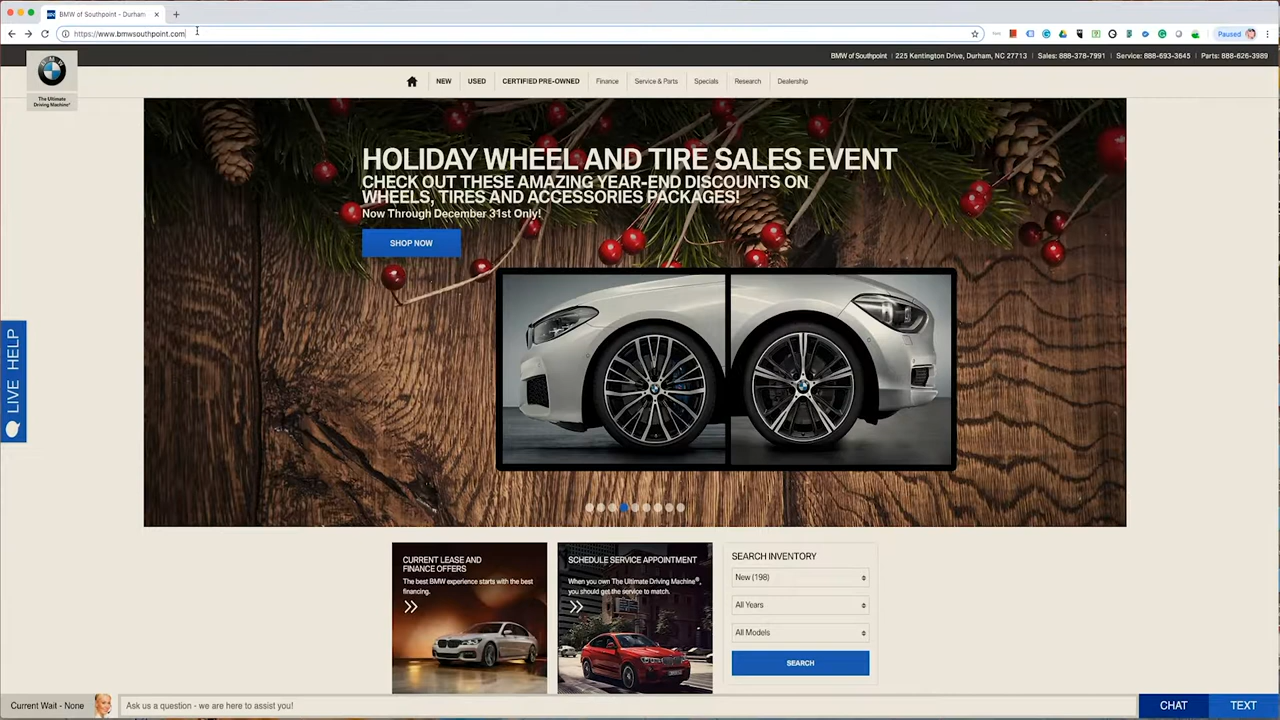 BMW of Southpoint - Durham
https://www.bmwsouthpoint.com
Paused
BMW of Southpoint | 225 Kentington Drive, Durham, NC 27713 | Sales: 888-378-7991 | Service: 888-693-3645 | Parts: 888-626-3989
The Ultimate
Driving Machine®
NEW USED CERTIFIED PRE-OWNED Finance Service & Parts Specials Research Dealership
HOLIDAY WHEEL AND TIRE SALES EVENT
CHECK OUT THESE AMAZING YEAR-END DISCOUNTS ON
WHEELS, TIRES AND ACCESSORIES PACKAGES!
Now Through December 31st Only!
SHOP NOW
LIVE HELP
CURRENT LEASE AND
FINANCE OFFERS
The best BMW experience starts with the best
financing.
SCHEDULE SERVICE APPOINTMENT
When you own The Ultimate Driving Machine®,
you should get the service to match.
SEARCH INVENTORY
New (198)
All Years
All Models
SEARCH
Current Wait - None
Ask us a question - we are here to assist you!
CHAT
TEXT